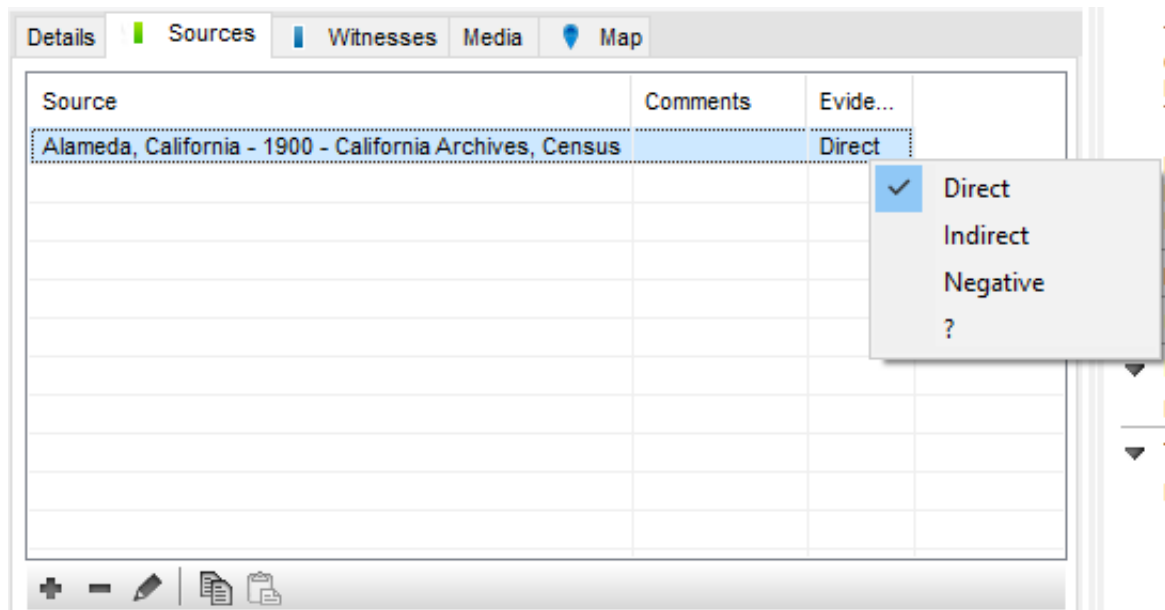 Details Sources Witnesses Media Map
Source Comments Evide...
Alameda, California - 1900 - California Archives, Census Direct
Direct
Indirect
Negative
?